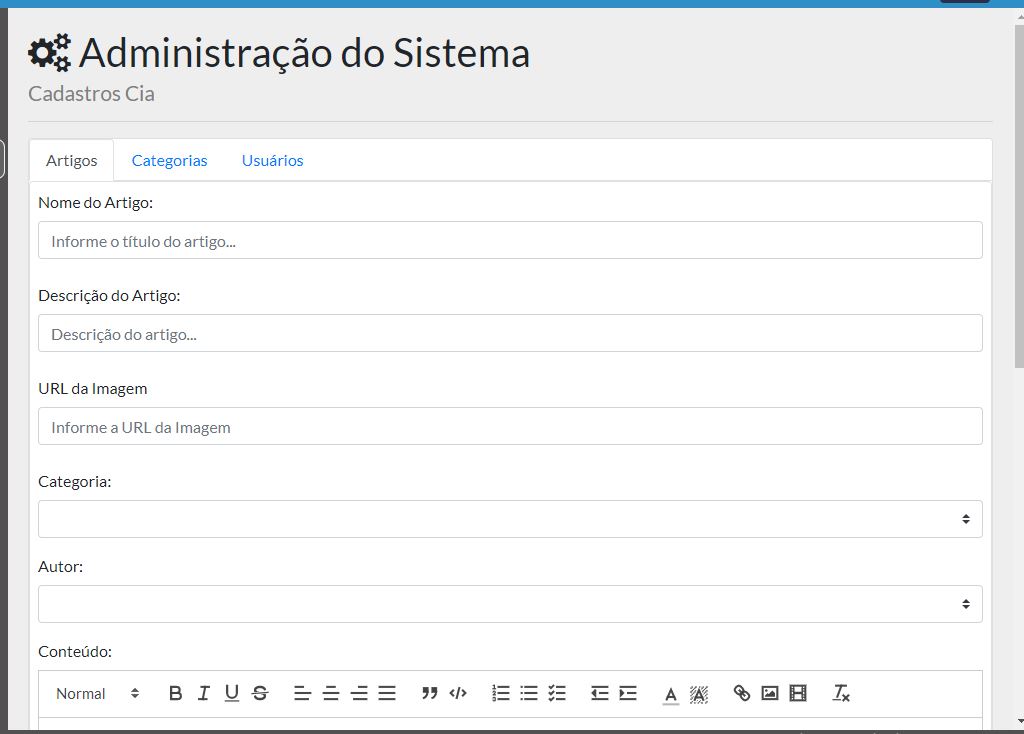 Administração do Sistema
Cadastros Cia
Artigos Categorias Usuários
Nome do Artigo:
Informe o título do artigo...
Descrição do Artigo:
Descrição do artigo...
URL da Imagem
Informe a URL da Imagem
Categoria:
Autor:
Conteúdo:
Normal